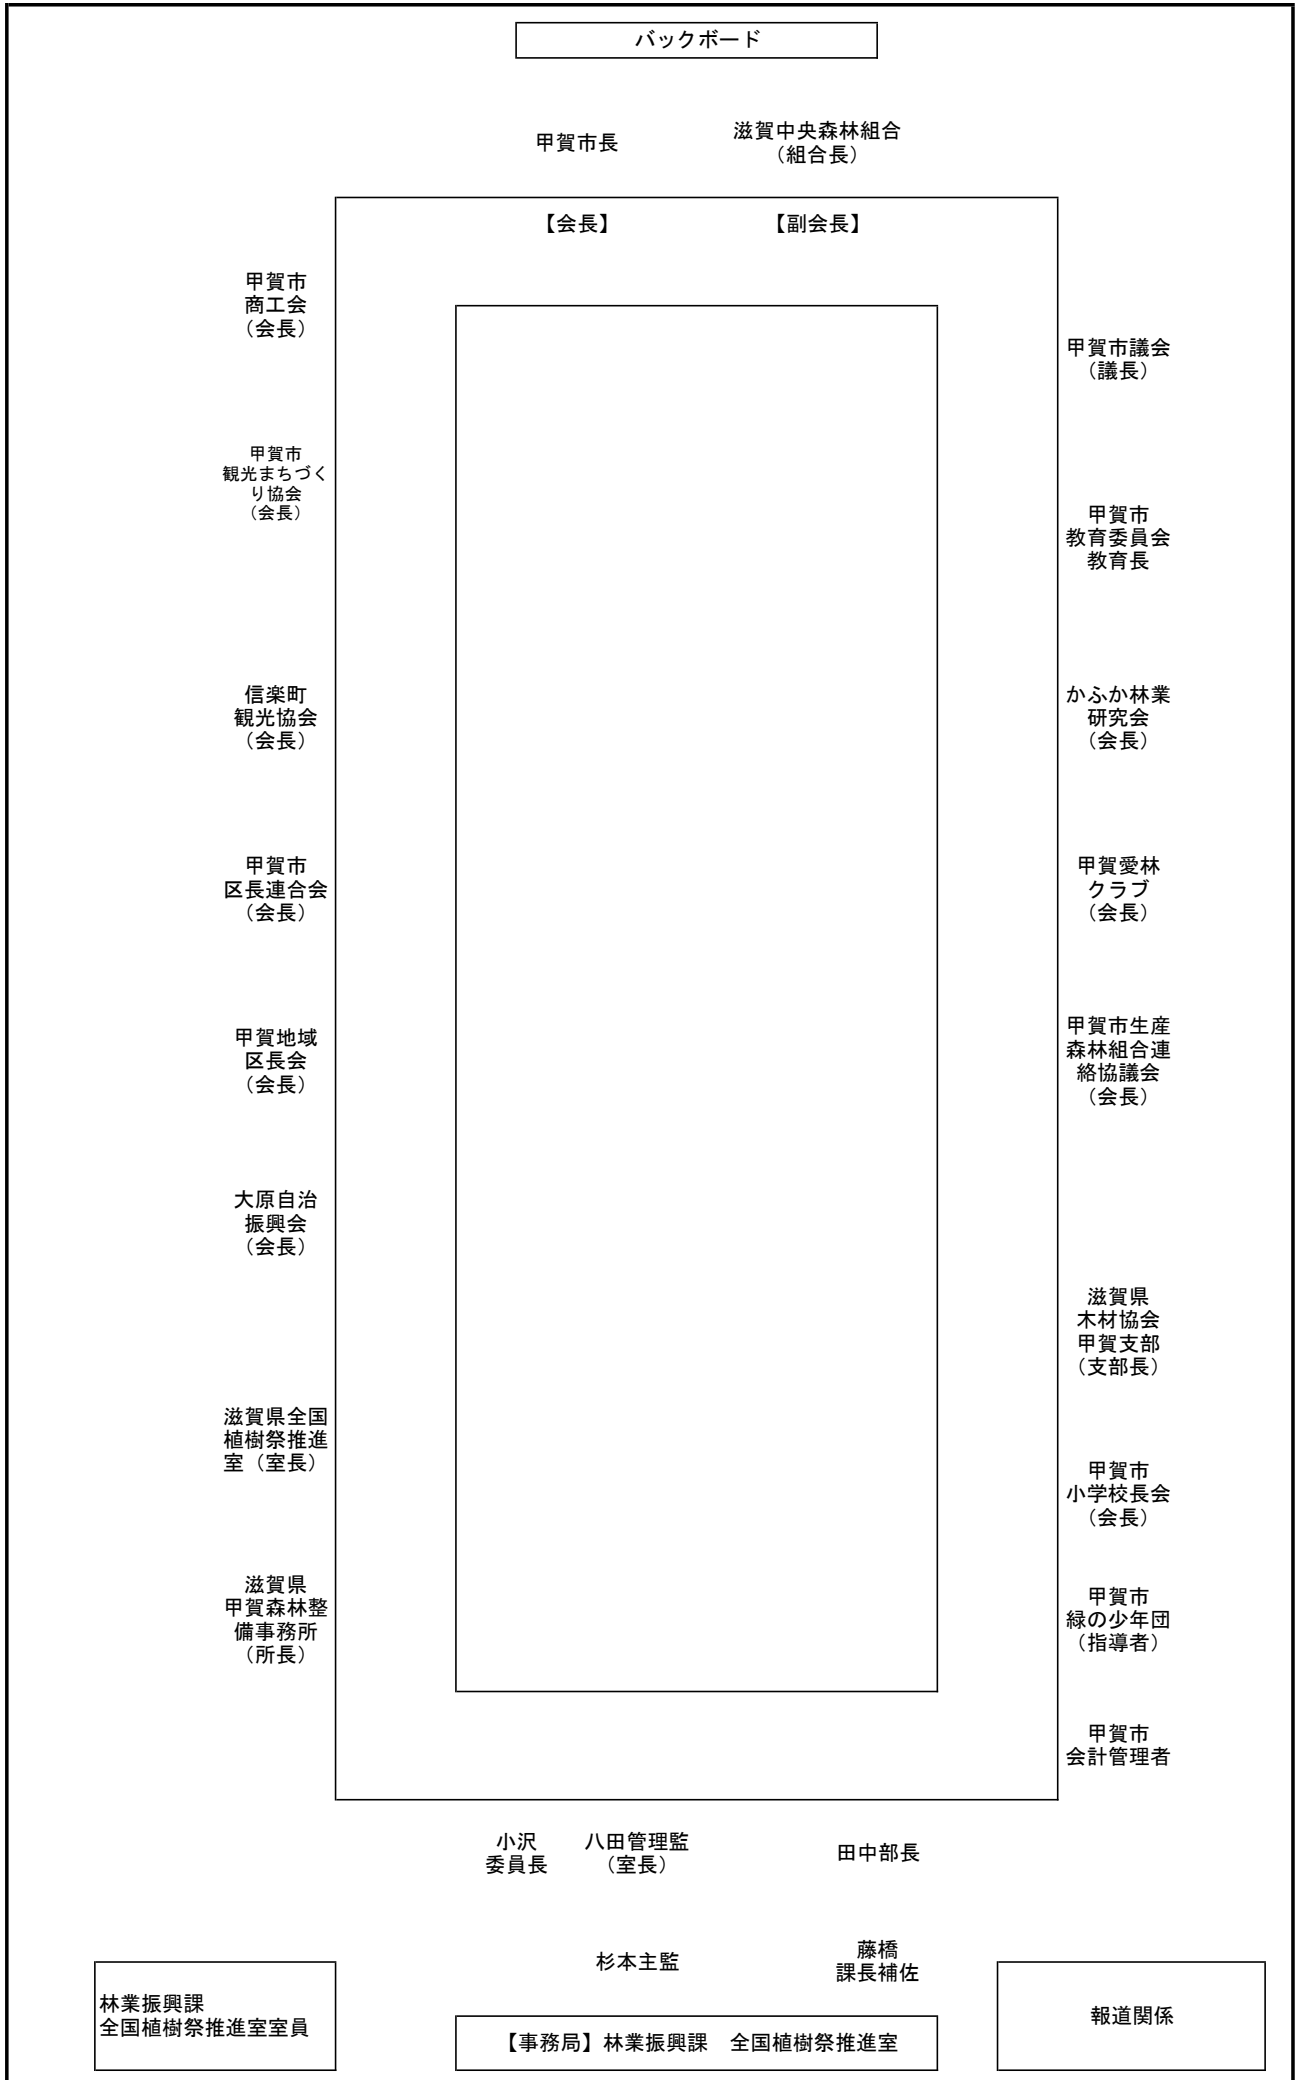 バックボード
甲賀市長
滋賀中央森林組合
（組合長）
【会長】
【副会長】
甲賀市
商工会
（会長）
甲賀市
観光まちづく
り協会
（会長）
信楽町
観光協会
（会長）
甲賀市
区長連合会
（会長）
甲賀地域
区長会
（会長）
大原自治
振興会
（会長）
滋賀県全国
植樹祭推進
室（室長）
滋賀県
甲賀森林整
備事務所
（所長）
甲賀市議会
（議長）
甲賀市
教育委員会
教育長
かふか林業
研究会
（会長）
甲賀愛林
クラブ
（会長）
甲賀市生産
森林組合連
絡協議会
（会長）
滋賀県
木材協会
甲賀支部
（支部長）
甲賀市
小学校長会
（会長）
甲賀市
緑の少年団
（指導者）
甲賀市
会計管理者
小沢
委員長
八田管理監
（室長）
田中部長
杉本主監
藤橋
課長補佐
林業振興課
全国植樹祭推進室室員
【事務局】林業振興課　全国植樹祭推進室
報道関係